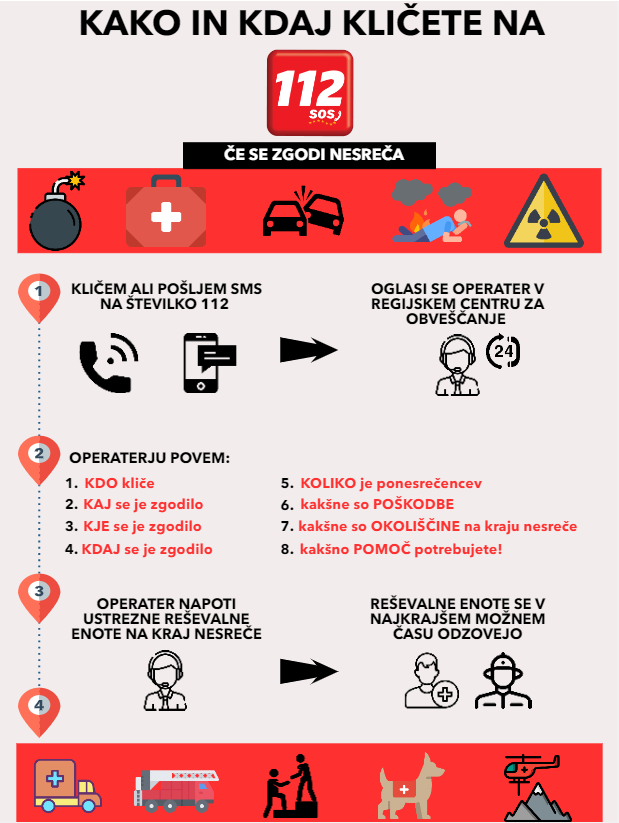 KAKO IN KDAJ KLIČETE NA
112
SOS
ČE SE ZGODI NESREČA
1
KLIČEM ALI POŠLJEM SMS
NA ŠTEVILKO 112
OGLASI SE OPERATER V
REGIJSKEM CENTRU ZA
OBVEŠČANJE
24
2
OPERATERJU POVEM:
1. KDO kliče
2. KAJ se je zgodilo
3. KJE se je zgodilo
4. KDAJ se je zgodilo
5. KOLIKO je ponesrečencev
6. kakšne so POŠKODBE
7. kakšne so OKOLIŠČINE na kraju nesreče
8. kakšno POMOČ potrebujete!
3
OPERATER NAPOTI
USTREZNE REŠEVALNE
ENOTE NA KRAJ NESREČE
REŠEVALNE ENOTE SE V
NAJKRAJŠEM MOŽNEM
ČASU ODZOVEJO
4